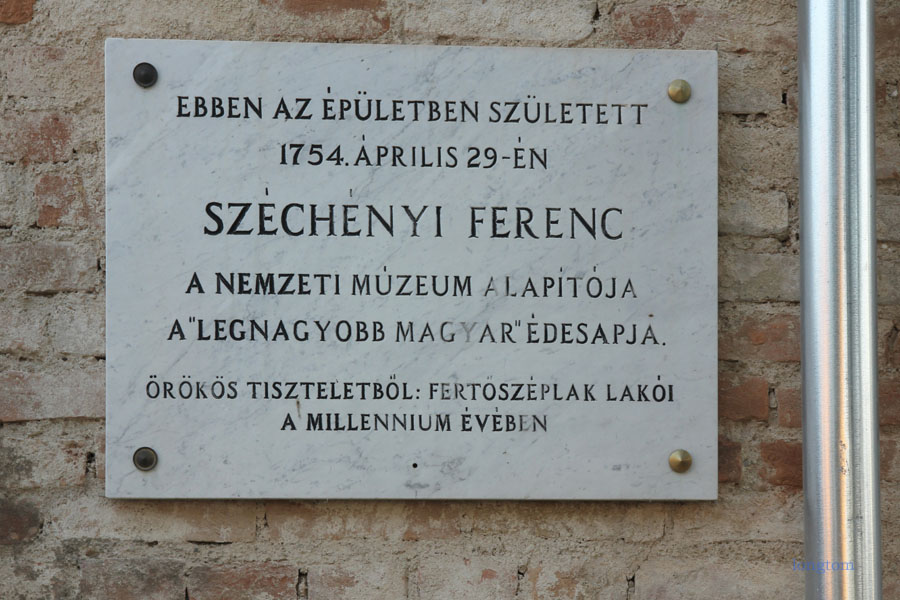 EBBEN AZ ÉPÜLETBEN SZÜLETETT
1754. ÁPRILIS 29-ÉN
SZÉCHÉNYI FERENC
A NEMZETI MÚZEUM ALAPÍTÓJA
A "LEGNAGYOBB MAGYAR" ÉDESAPJA.
ÖRÖKÖS TISZTELETBŐL: FERTŐSZÉPLAK LAKÓI
A MILLENNIUM ÉVÉBEN